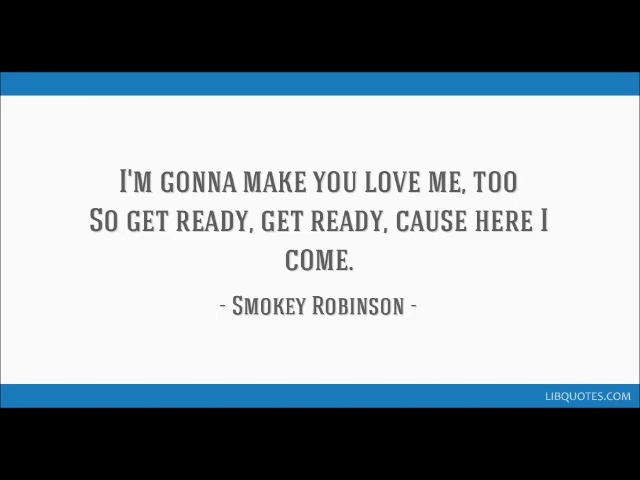 I'M GONNA MAKE YOU LOVE ME, TOO
SO GET READY, GET READY, CAUSE HERE I
COME.
- SMOKEY ROBINSON -
LIBQUOTES.COM